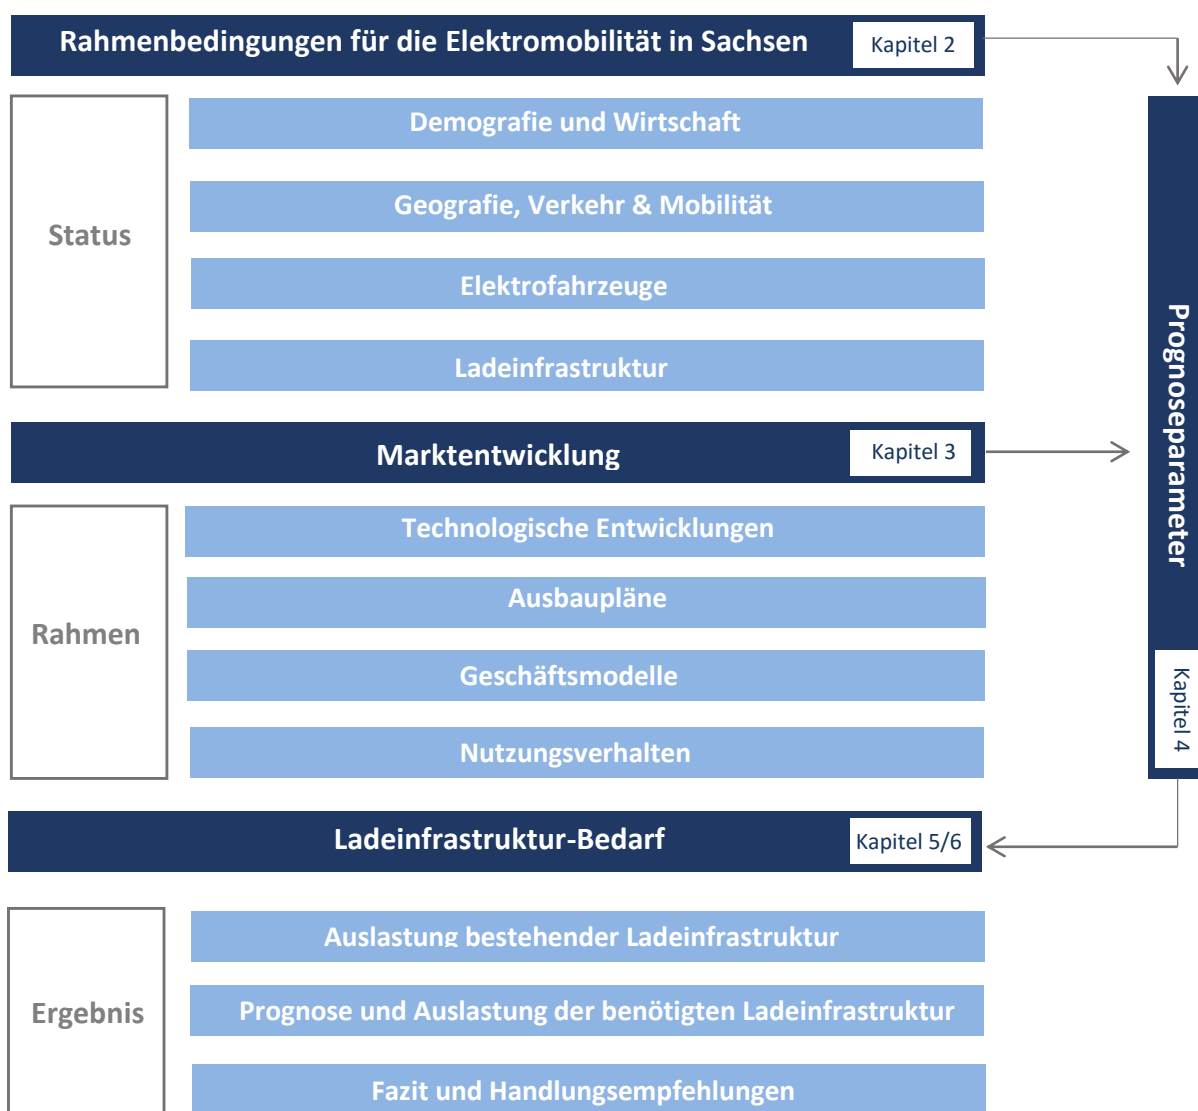 Rahmenbedingungen für die Elektromobilität in Sachsen
Kapitel 2
Status
Demografie und Wirtschaft
Geografie, Verkehr & Mobilität
Elektrofahrzeuge
Ladeinfrastruktur
Marktentwicklung
Kapitel 3
Rahmen
Technologische Entwicklungen
Ausbaupläne
Geschäftsmodelle
Nutzungsverhalten
Prognoseparameter
Kapitel 4
Ladeinfrastruktur-Bedarf
Kapitel 5/6
Ergebnis
Auslastung bestehender Ladeinfrastruktur
Prognose und Auslastung der benötigten Ladeinfrastruktur
Fazit und Handlungsempfehlungen